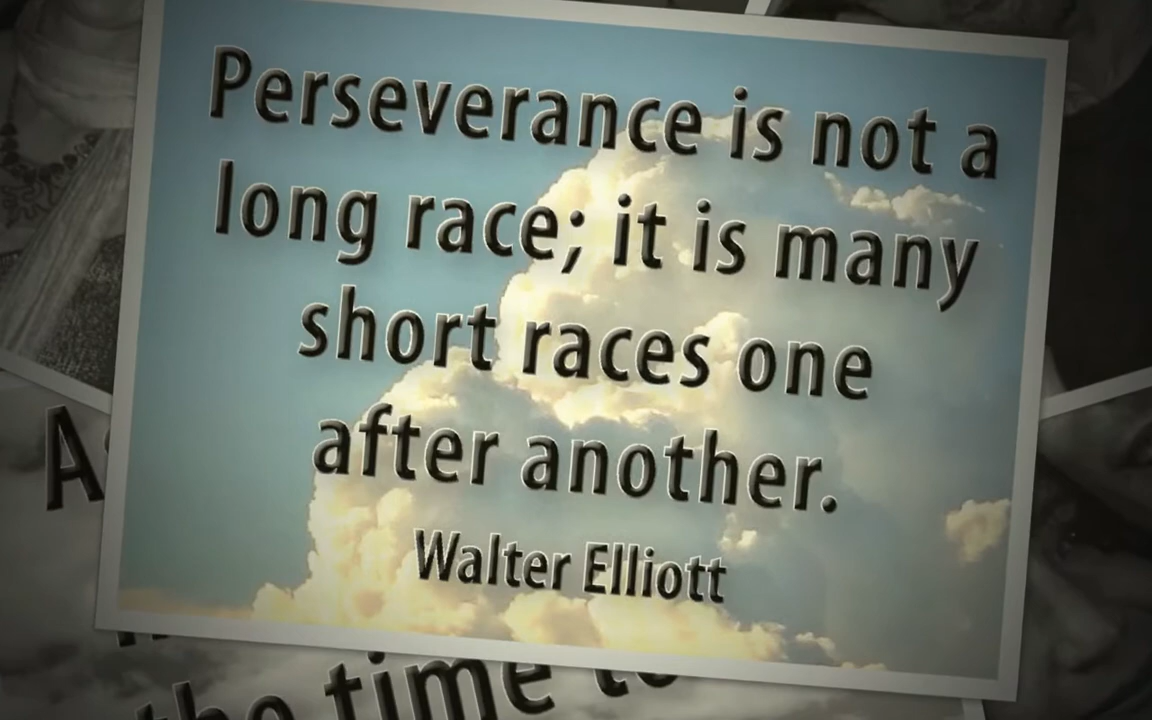 Perseverance is not a
long race; it is many
short races one
after another.
Walter Elliott
the time